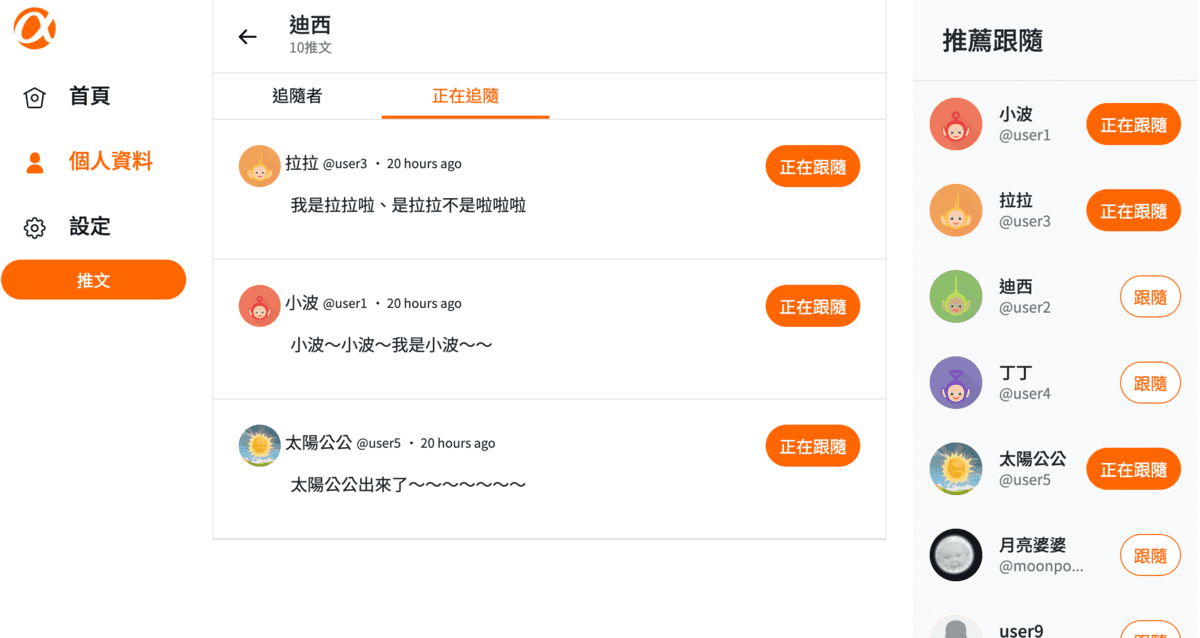 首頁
個人資料
設定
推文
迪西
10推文
追隨者
正在追隨
拉拉 @user3 · 20 hours ago
正在跟隨
我是拉拉啦、是拉拉不是啦啦啦
小波 @user1 · 20 hours ago
正在跟隨
小波～小波～我是小波～～
太陽公公 @user5 · 20 hours ago
正在跟隨
太陽公公出來了～～～～～～～
推薦跟隨
小波
@user1
正在跟隨
拉拉
@user3
正在跟隨
迪西
@user2
跟隨
丁丁
@user4
跟隨
太陽公公
@user5
正在跟隨
月亮婆婆
@moonpo...
跟隨
user9
跟隨